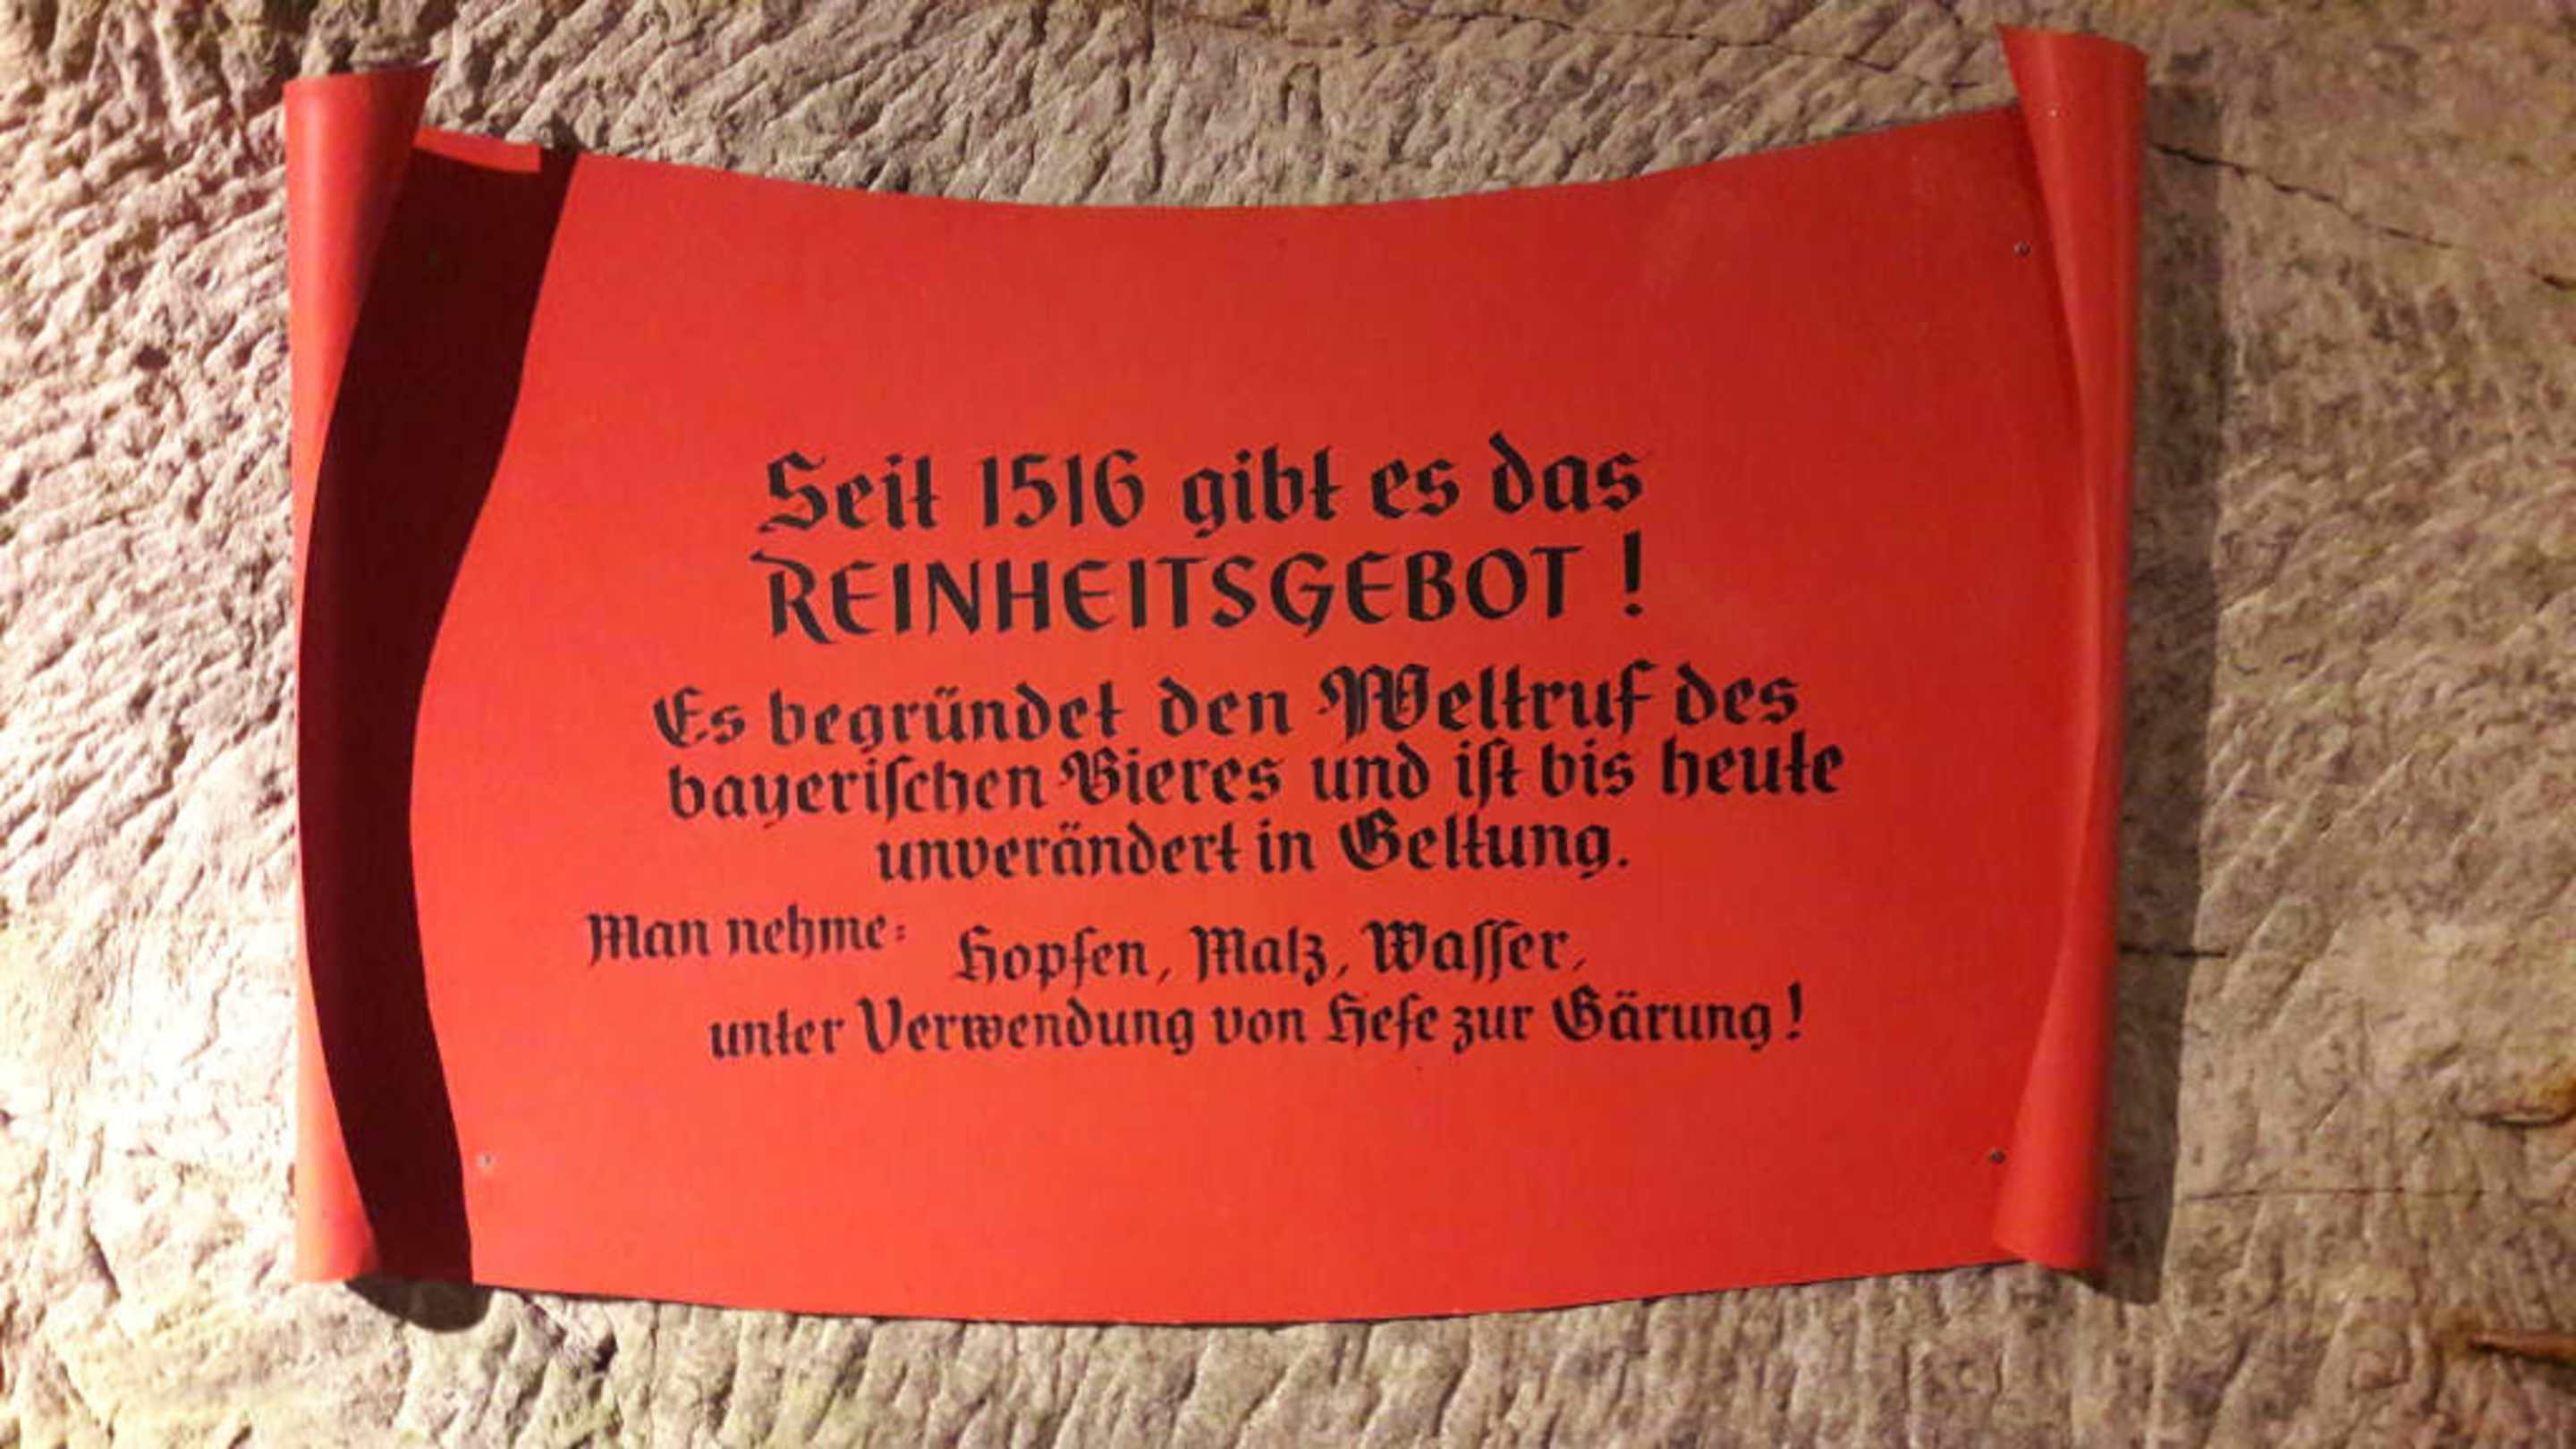 Seit 1516 gibt es das
REINHEITSGEBOT !
Es begründet den Weltruf des
bayeriſchen Bieres und iſt bis heute
unverändert in Geltung.
Man nehme: Hopfen, Malz, Waſſer,
unter Verwendung von Hefe zur Gärung !